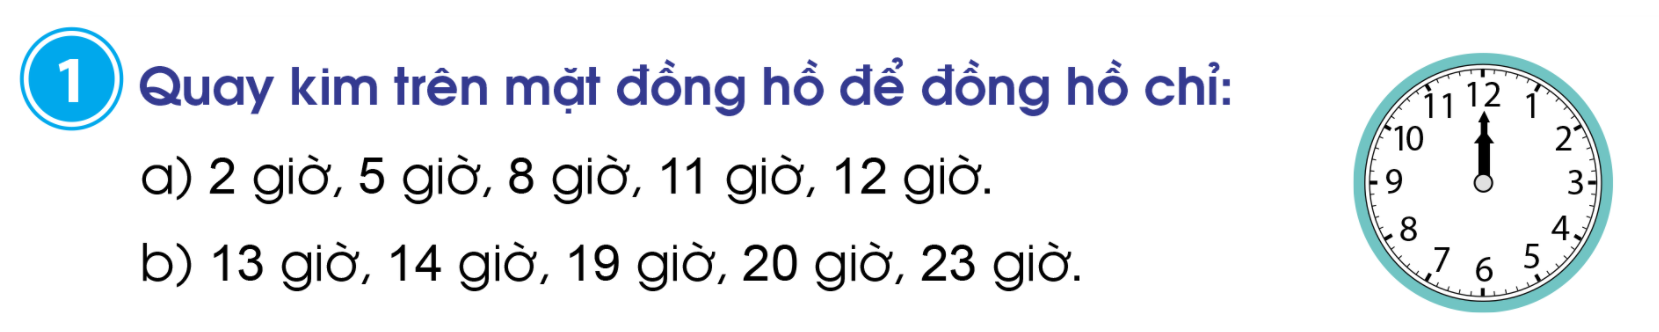 1 Quay kim trên mặt đồng hồ để đồng hồ chỉ:
a) 2 giờ, 5 giờ, 8 giờ, 11 giờ, 12 giờ.
b) 13 giờ, 14 giờ, 19 giờ, 20 giờ, 23 giờ.
12
11 1
10 2
9 3
8 4
7 5
6